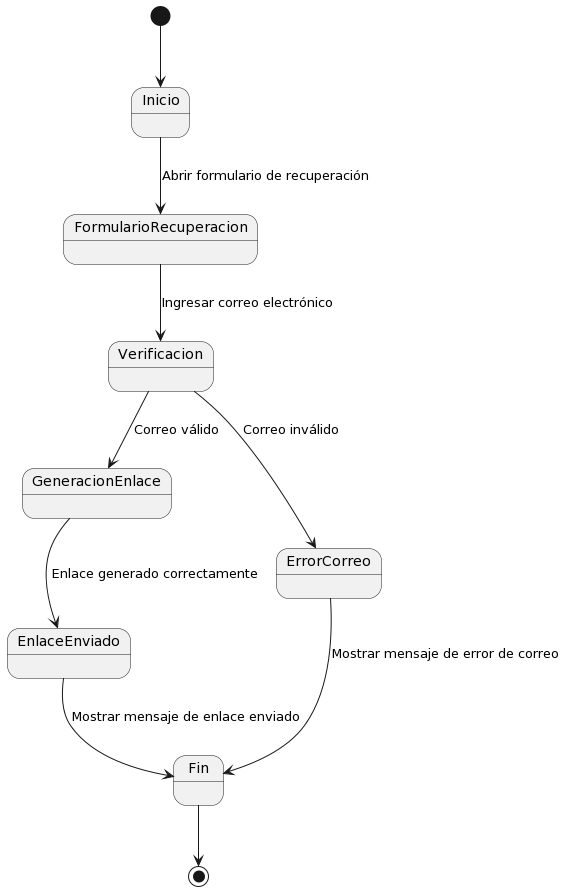 Inicio
Abrir formulario de recuperación
FormularioRecuperacion
Ingresar correo electrónico
Verificacion
Correo válido
Correo inválido
GeneracionEnlace
ErrorCorreo
Enlace generado correctamente
EnlaceEnviado
Mostrar mensaje de error de correo
Mostrar mensaje de enlace enviado
Fin